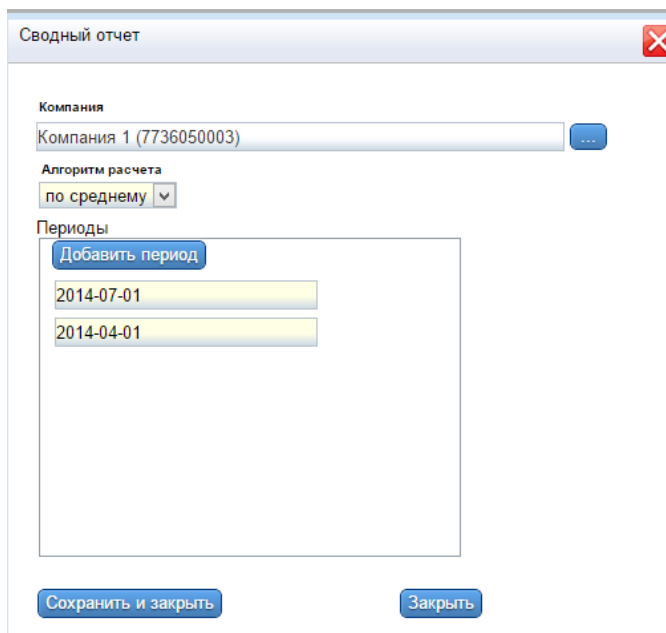 Сводный отчет
Компания
Компания 1 (7736050003)
...
Алгоритм расчета
по среднему
Периоды
Добавить период
2014-07-01
2014-04-01
Сохранить и закрыть
Закрыть